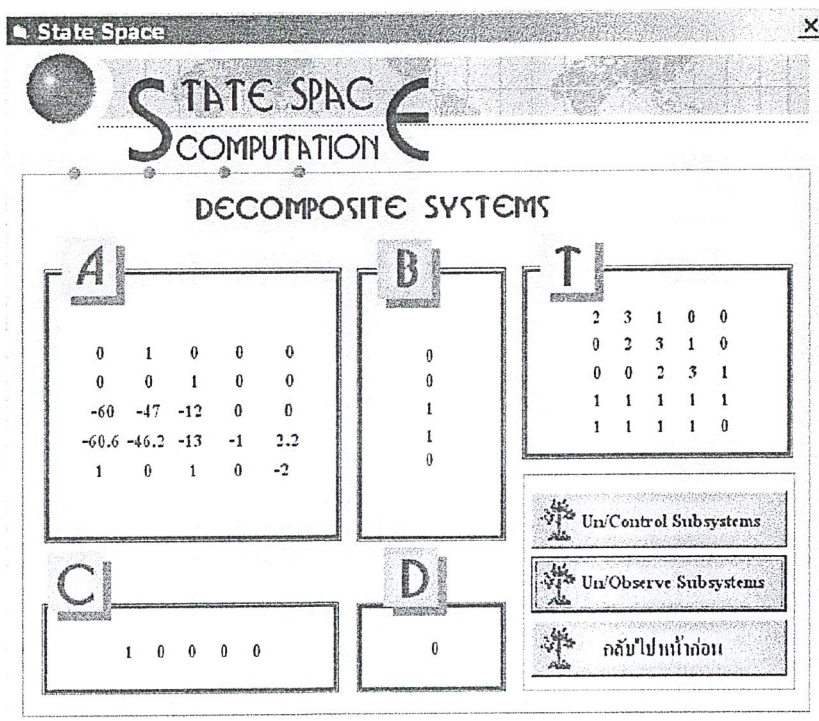 State Space
STATE SPACE
COMPUTATION
DECOMPOSITE SYSTEMS
A
0 1 0 0 0
0 0 1 0 0
-60 -47 -12 0 0
-60.6 -46.2 -13 -1 2.2
1 0 1 0 -2
B
0
0
1
1
0
T
2 3 1 0 0
0 2 3 1 0
0 0 2 3 1
1 1 1 1 1
1 1 1 1 0
Un/Control Subsystems
Un/Observe Subsystems
กลับไปหน้าก่อน
C
1 0 0 0 0
D
0